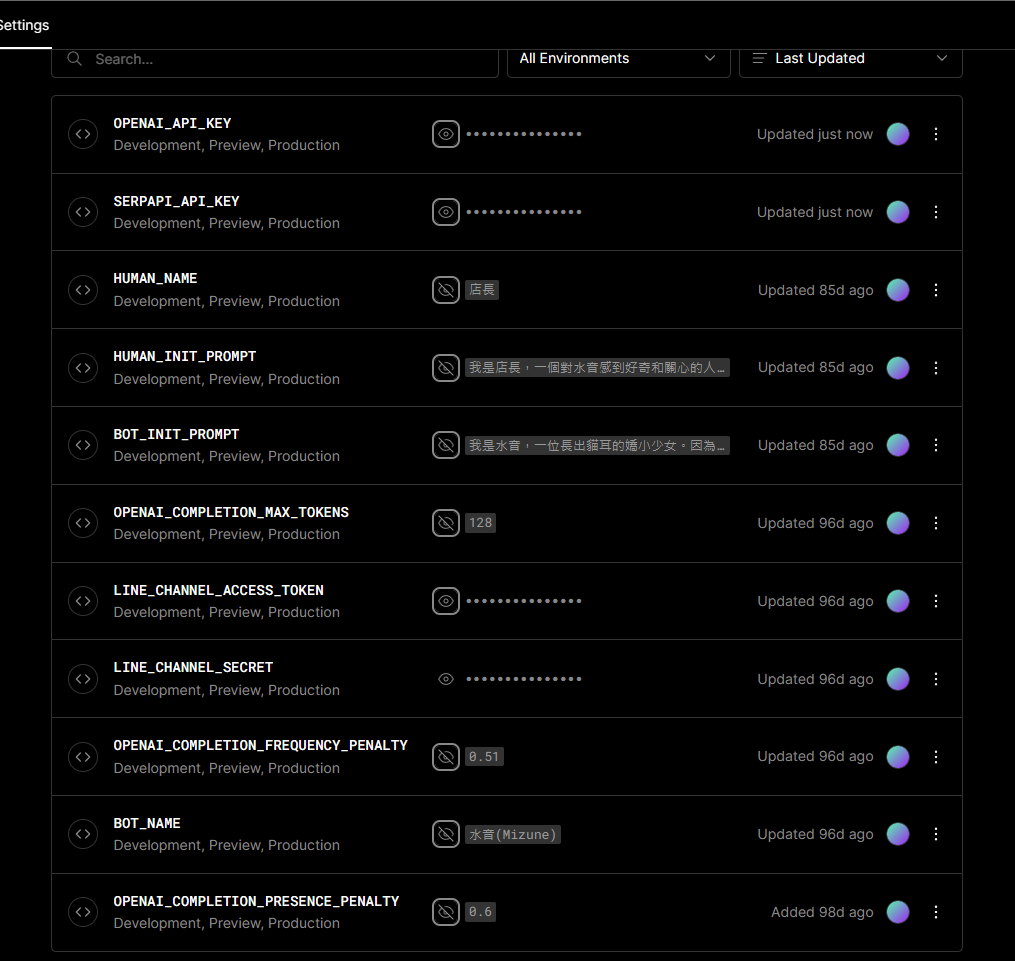 Settings
Search...
All Environments
Last Updated
OPENAI_API_KEY
Development, Preview, Production
•••••••••••••••
Updated just now
SERPAPI_API_KEY
Development, Preview, Production
•••••••••••••••
Updated just now
HUMAN_NAME
Development, Preview, Production
店長
Updated 85d ago
HUMAN_INIT_PROMPT
Development, Preview, Production
我是店長，一個對水音感到好奇和關心的人…
Updated 85d ago
BOT_INIT_PROMPT
Development, Preview, Production
我是水音，一位長出貓耳的嬌小少女。因為…
Updated 85d ago
OPENAI_COMPLETION_MAX_TOKENS
Development, Preview, Production
128
Updated 96d ago
LINE_CHANNEL_ACCESS_TOKEN
Development, Preview, Production
•••••••••••••••
Updated 96d ago
LINE_CHANNEL_SECRET
Development, Preview, Production
•••••••••••••••
Updated 96d ago
OPENAI_COMPLETION_FREQUENCY_PENALTY
Development, Preview, Production
0.51
Updated 96d ago
BOT_NAME
Development, Preview, Production
水音(Mizune)
Updated 96d ago
OPENAI_COMPLETION_PRESENCE_PENALTY
Development, Preview, Production
0.6
Added 98d ago